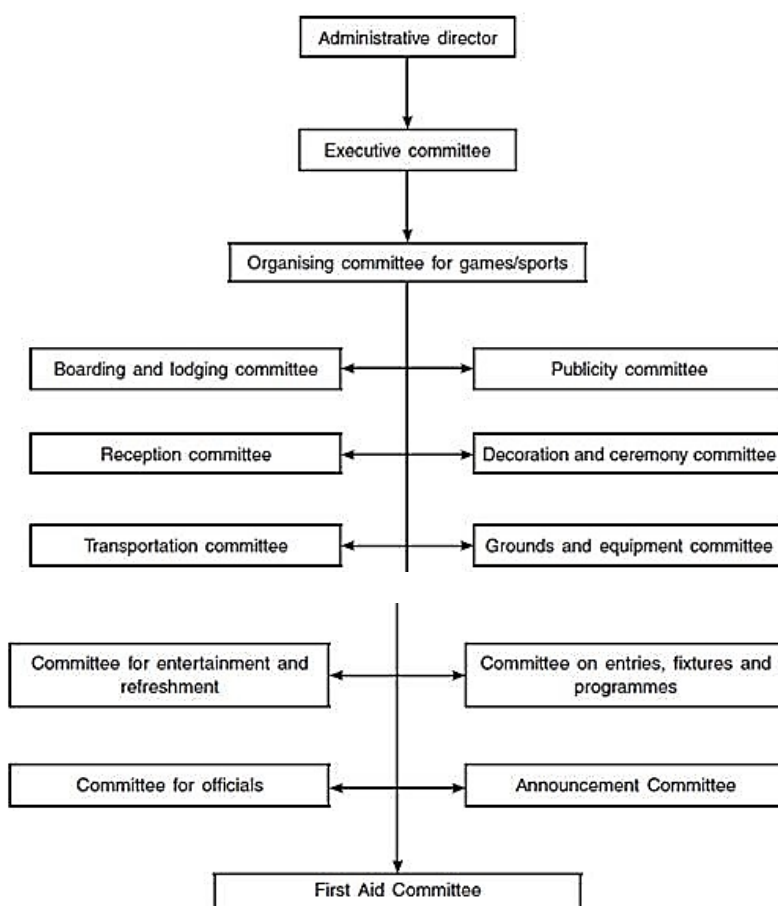 Administrative director
Executive committee
Organising committee for games/sports
Boarding and lodging committee
Publicity committee
Reception committee
Decoration and ceremony committee
Transportation committee
Grounds and equipment committee
Committee for entertainment and
refreshment
Committee on entries, fixtures and
programmes
Committee for officials
Announcement Committee
First Aid Committee